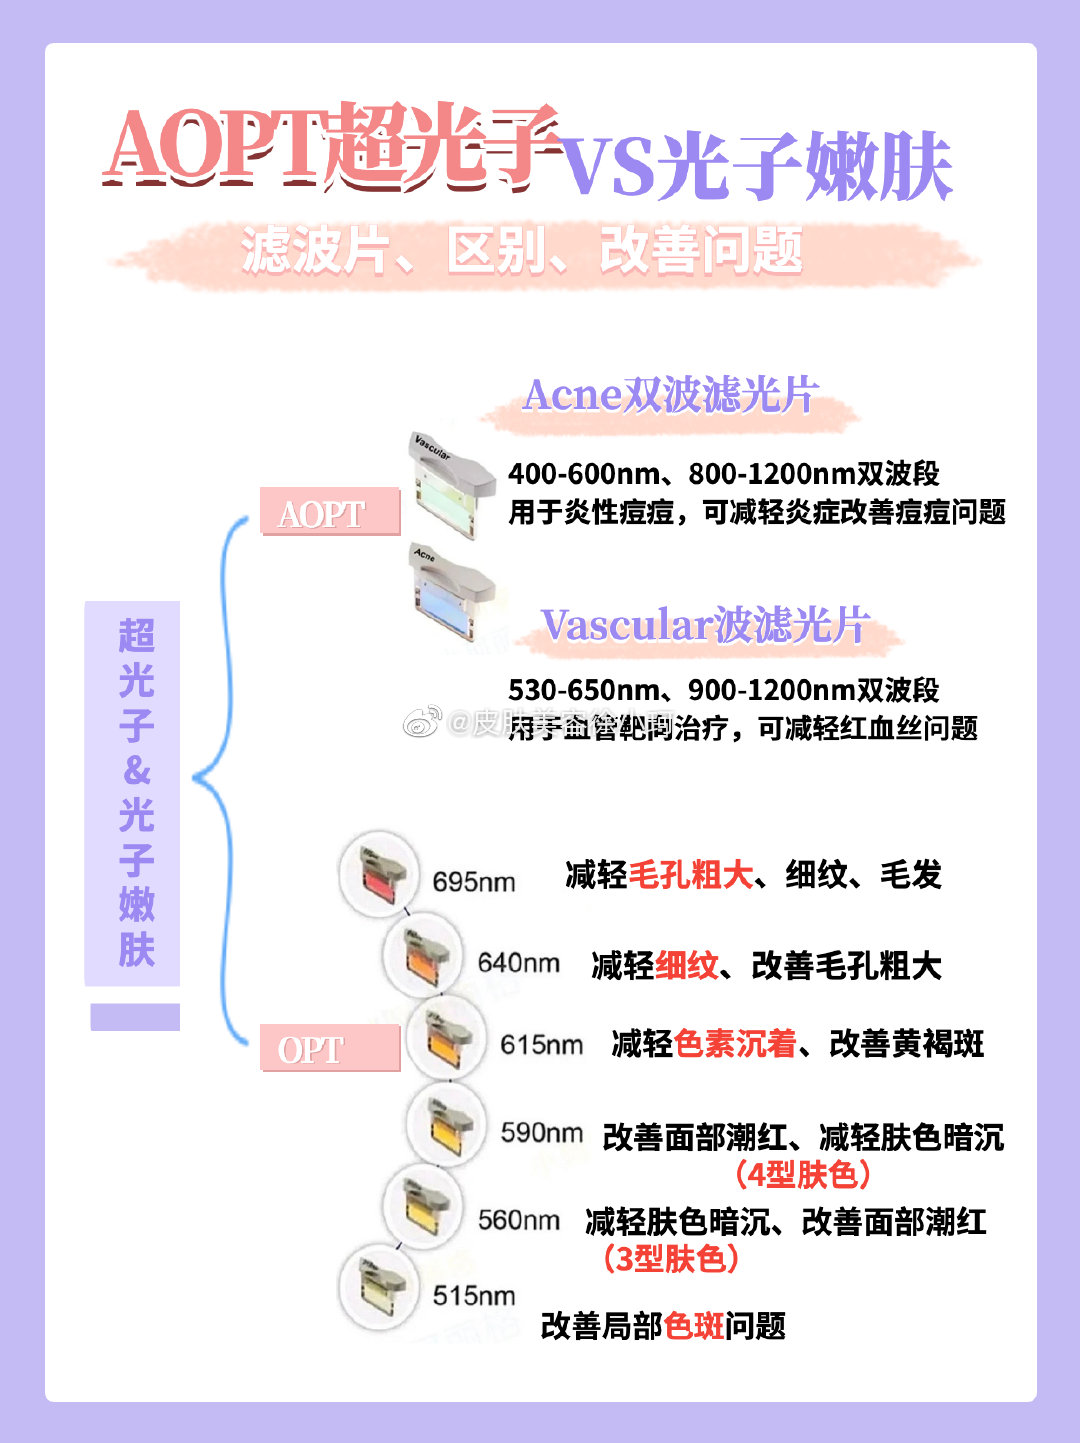 AOPT超光子VS光子嫩肤
滤波片、区别、改善问题
Acne双波滤光片
Vascular
400-600nm、800-1200nm双波段
用于炎性痘痘，可减轻炎症改善痘痘问题
AOPT
Acne
Vascular波滤光片
530-650nm、900-1200nm双波段
用于血管靶向治疗，可减轻红血丝问题
@皮肤美容徐小珂
超光子&光子嫩肤
695nm
减轻毛孔粗大、细纹、毛发
640nm
减轻细纹、改善毛孔粗大
615nm
减轻色素沉着、改善黄褐斑
OPT
590nm
改善面部潮红、减轻肤色暗沉
（4型肤色）
560nm
减轻肤色暗沉、改善面部潮红
（3型肤色）
515nm
改善局部色斑问题